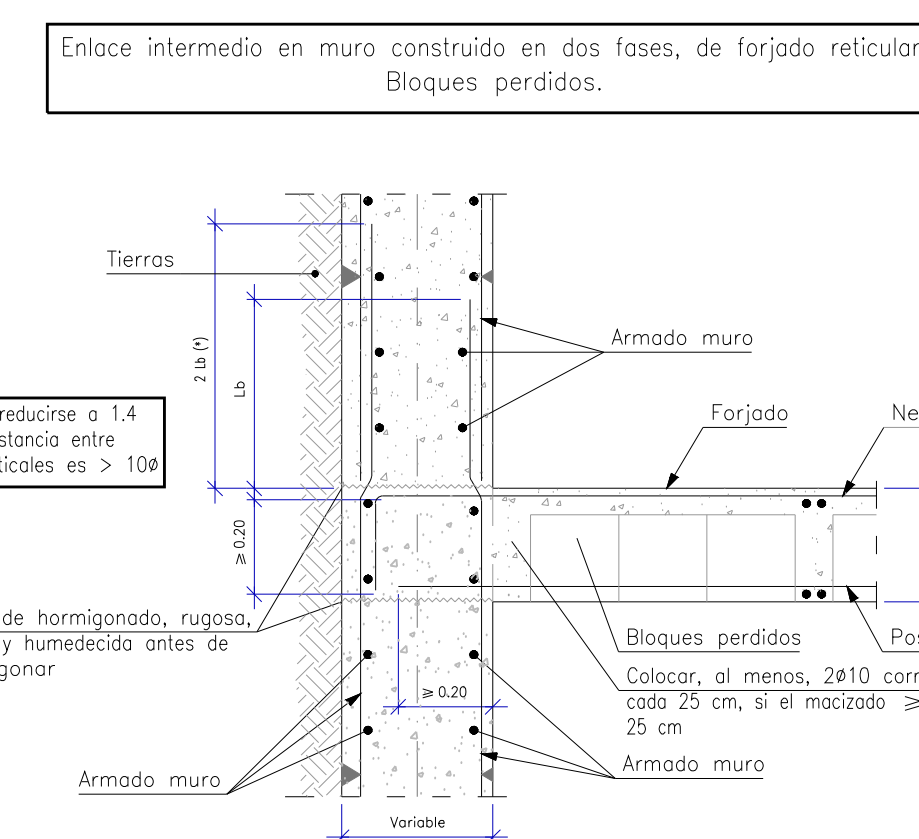 Enlace intermedio en muro construido en dos fases, de forjado reticular
Bloques perdidos.
Tierras
2 Lb (*)
Lb
Armado muro
reducirse a 1.4
stancia entre
ticales es > 10ø
Forjado
Ne
≥ 0.20
de hormigonado, rugosa,
y humedecida antes de
gonar
Bloques perdidos
Pos
Colocar, al menos, 2ø10 corr
cada 25 cm, si el macizado ≥
25 cm
≥ 0.20
Armado muro
Armado muro
Variable